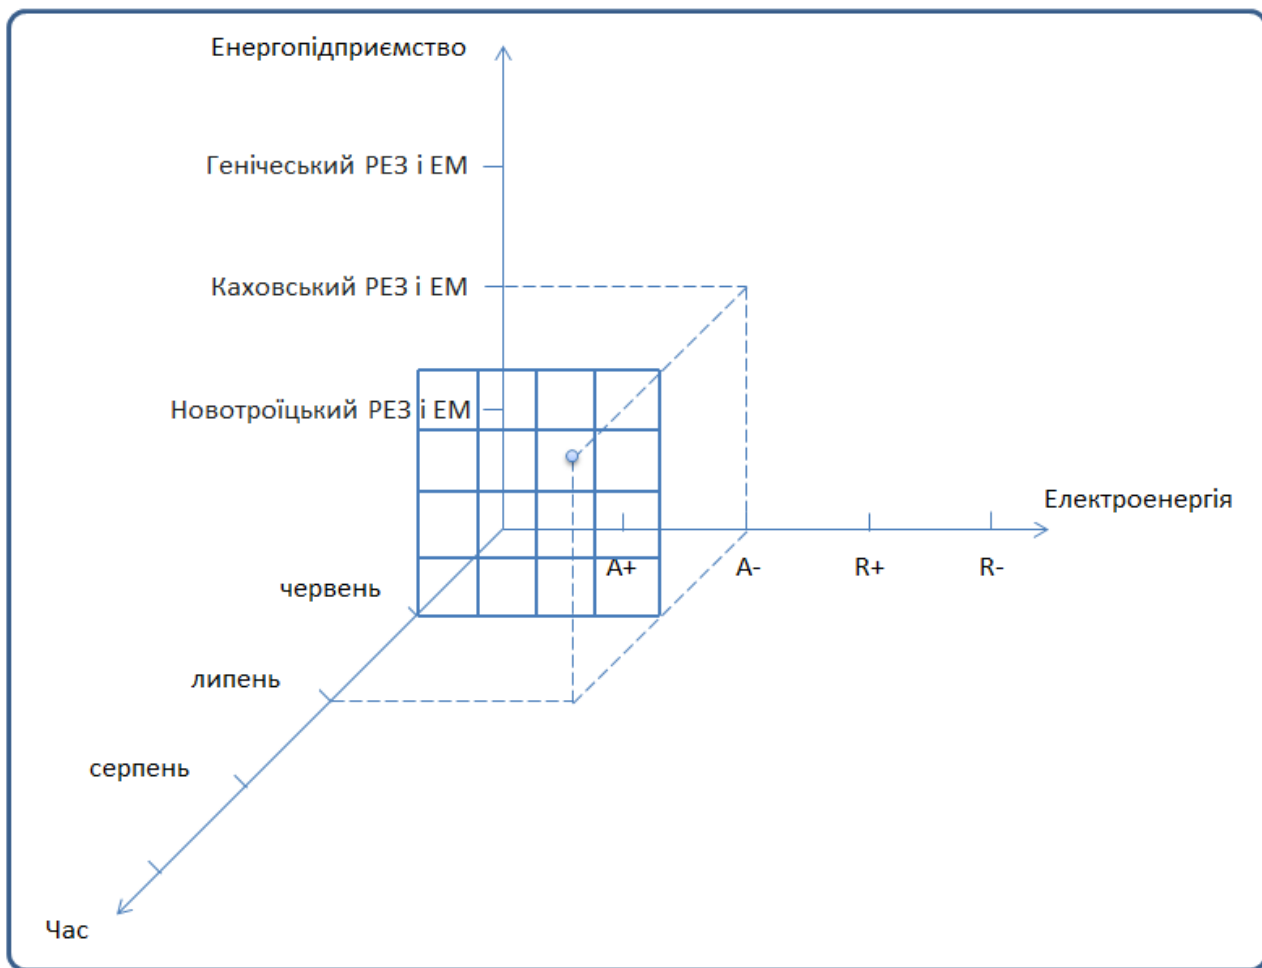 Енергопідприємство
Генічеський РЕЗ і ЕМ
Каховський РЕЗ і ЕМ
Новотроїцький РЕЗ і ЕМ
Електроенергія
А+ А- R+ R-
червень
липень
серпень
Час